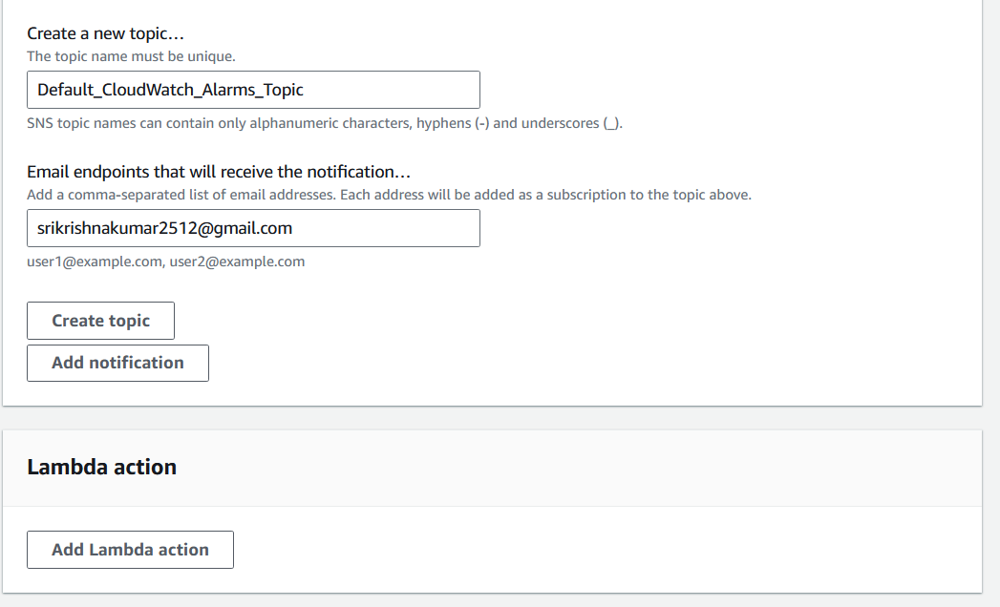 Create a new topic…
The topic name must be unique.
Default_CloudWatch_Alarms_Topic
SNS topic names can contain only alphanumeric characters, hyphens (-) and underscores (_).
Email endpoints that will receive the notification…
Add a comma-separated list of email addresses. Each address will be added as a subscription to the topic above.
srikrishnakumar2512@gmail.com
user1@example.com, user2@example.com
Create topic
Add notification
Lambda action
Add Lambda action